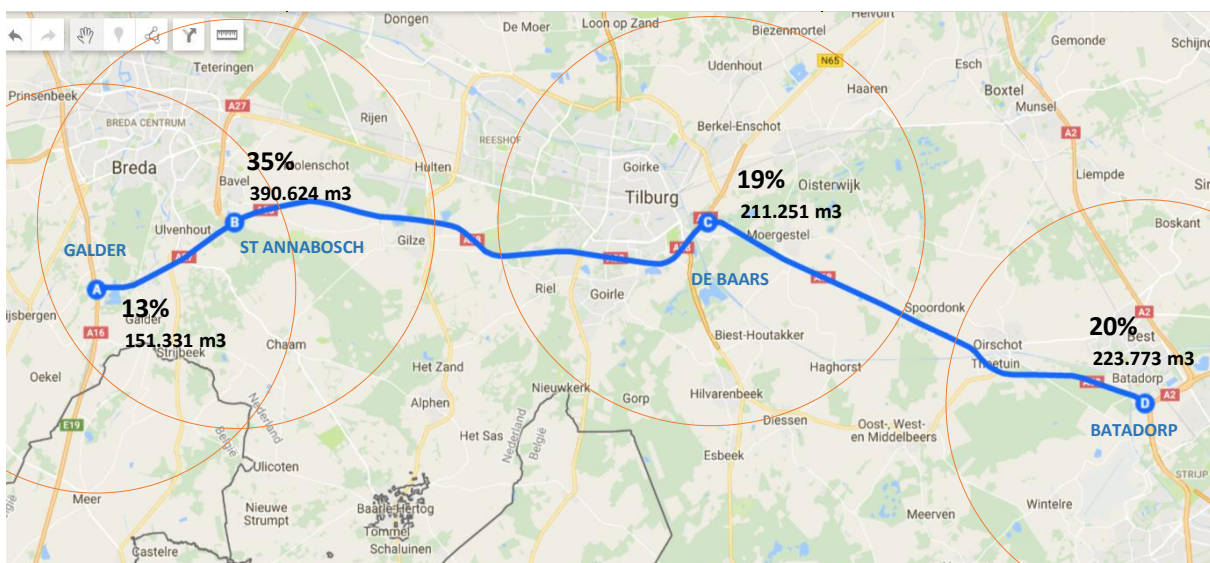 Dongen
De Moer
Loon op Zand
Helvoirt
Biezenmortel
Gemonde
Teteringen
Udenhout
N65
Esch
Prinsenbeek
A27
Haaren
Boxtel
Munsel
BREDA CENTRUM
Rijen
REESHOF
Berkel-Enschot
A2
Breda
35%
Molenschot
Hulten
Goirke
19%
Oisterwijk
Liempde
Bavel
390.624 m3
Tilburg
211.251 m3
Boskant
Ulvenhout
B
C
Moergestel
GALDER
ST ANNABOSCH
Gilze
DE BAARS
A
Riel
Goirle
Spoordonk
A2
13%
Galder
A16
151.331 m3
Strijbeek
Chaam
Biest-Houtakker
Oirschot
20%
Best
223.773 m3
Oekel
Het Zand
Haghorst
Batadorp
Nieuwkerk
Gorp
Hilvarenbeek
D
A2
E19
Alphen
Nederland
België
Nederland
België
Diessen
Oost-, West-
en Middelbeers
BATADORP
Het Sas
Esbeek
Ulicoten
STRIJP
Meer
Nieuwe
Strumpt
Baarle-Hertog
Tommel
Meerven
Wintelre
Castelre
Schaluinen